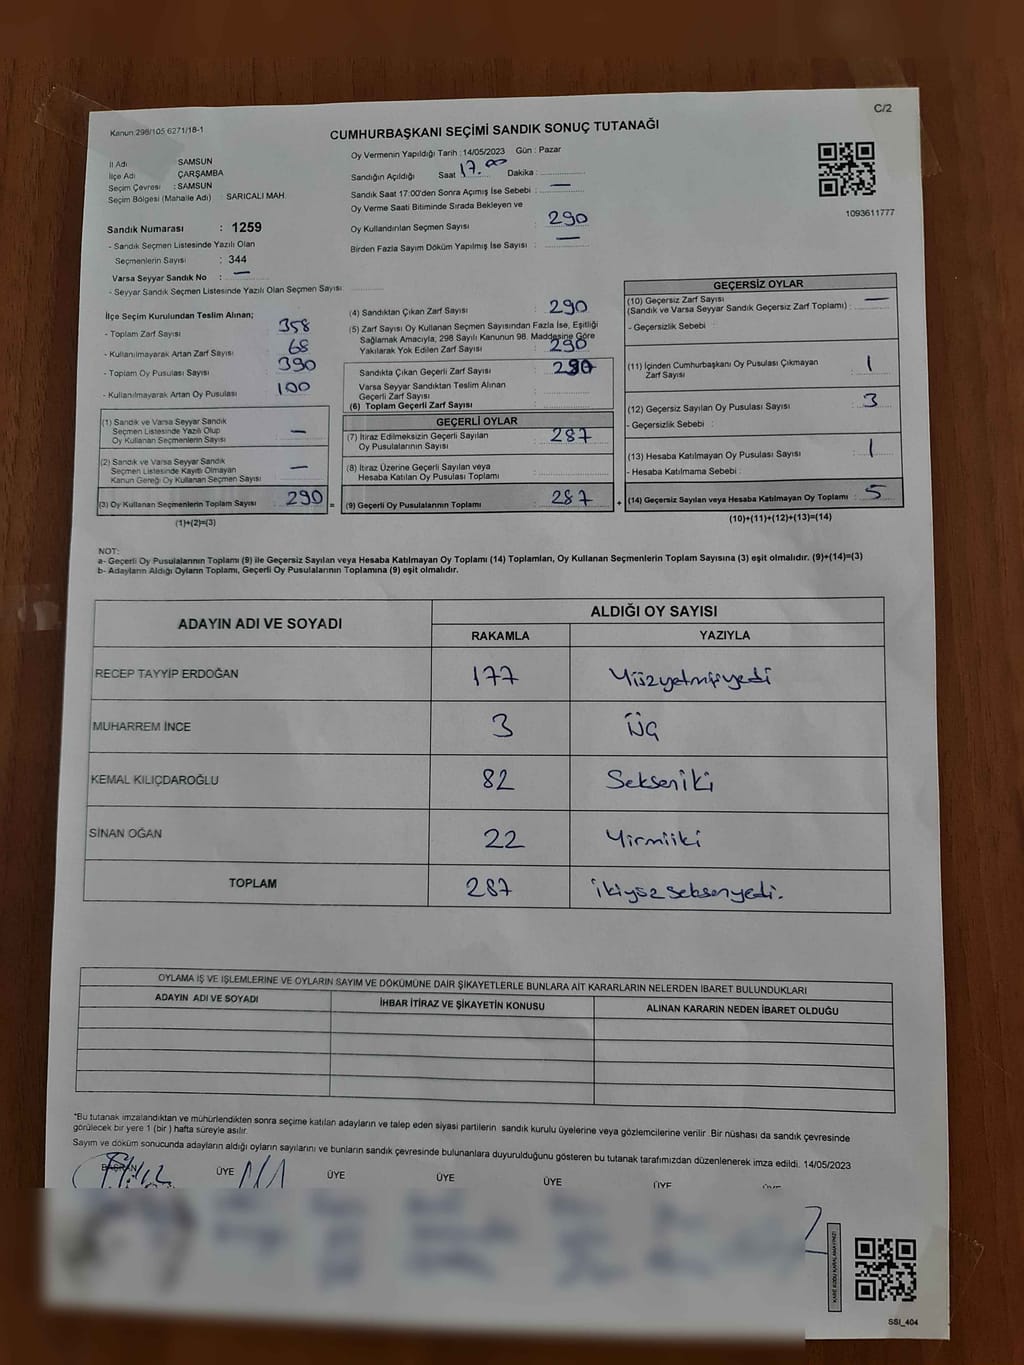 Kanun.298/105 6271/18-1
C/2
CUMHURBAŞKANI SEÇİMİ SANDIK SONUÇ TUTANAĞI
İl Adı SAMSUN
İlçe Adı ÇARŞAMBA
Seçim Çevresi : SAMSUN
Seçim Bölgesi (Mahalle Adı) : SARICALI MAH.
Oy Vermenin Yapıldığı Tarih : 14/05/2023 Gün : Pazar
Sandığın Açıldığı Saat 17.00 Dakika :
Sandık Saat 17:00'den Sonra Açımış İse Sebebi : —
Oy Verme Saati Bitiminde Sırada Bekleyen ve
Oy Kullandırılan Seçmen Sayısı : 290
Birden Fazla Sayım Döküm Yapılmış İse Sayısı : —
1093611777
Sandık Numarası : 1259
- Sandık Seçmen Listesinde Yazılı Olan
Seçmenlerin Sayısı : 344
Varsa Seyyar Sandık No : —
- Seyyar Sandık Seçmen Listesinde Yazılı Olan Seçmen Sayısı:
İlçe Seçim Kurulundan Teslim Alınan;
- Toplam Zarf Sayısı 358
- Kullanılmayarak Artan Zarf Sayısı 68
- Toplam Oy Pusulası Sayısı 390
- Kullanılmayarak Artan Oy Pusulası 100
(1) Sandık ve Varsa Seyyar Sandık
Seçmen Listesinde Yazılı Olup
Oy Kullanan Seçmenlerin Sayısı —
(2) Sandık ve Varsa Seyyar Sandık
Seçmen Listesinde Kayıtlı Olmayan
Kanun Gereği Oy Kullanan Seçmen Sayısı —
(3) Oy Kullanan Seçmenlerin Toplam Sayısı 290 =
(1)+(2)=(3)
(4) Sandıktan Çıkan Zarf Sayısı : 290
(5) Zarf Sayısı Oy Kullanan Seçmen Sayısından Fazla İse, Eşitliği
Sağlamak Amacıyla; 298 Sayılı Kanunun 98. Maddesine Göre
Yakılarak Yok Edilen Zarf Sayısı : 290
Sandıkta Çıkan Geçerli Zarf Sayısı : 290
Varsa Seyyar Sandıktan Teslim Alınan
Geçerli Zarf Sayısı :
(6) Toplam Geçerli Zarf Sayısı :
GEÇERLİ OYLAR
(7) İtiraz Edilmeksizin Geçerli Sayılan
Oy Pusulalarının Sayısı : 287
(8) İtiraz Üzerine Geçerli Sayılan veya
Hesaba Katılan Oy Pusulası Toplamı :
(9) Geçerli Oy Pusulalarının Toplamı : 287 +
GEÇERSİZ OYLAR
(10) Geçersiz Zarf Sayısı
(Sandık ve Varsa Seyyar Sandık Geçersiz Zarf Toplamı) : —
- Geçersizlik Sebebi :
(11) İçinden Cumhurbaşkanı Oy Pusulası Çıkmayan
Zarf Sayısı : 1
(12) Geçersiz Sayılan Oy Pusulası Sayısı : 3
- Geçersizlik Sebebi :
(13) Hesaba Katılmayan Oy Pusulası Sayısı : 1
- Hesaba Katılmama Sebebi :
(14) Geçersiz Sayılan veya Hesaba Katılmayan Oy Toplamı : 5
(10)+(11)+(12)+(13)=(14)
NOT:
a- Geçerli Oy Pusulalarının Toplamı (9) ile Geçersiz Sayılan veya Hesaba Katılmayan Oy Toplamı (14) Toplamları, Oy Kullanan Seçmenlerin Toplam Sayısına (3) eşit olmalıdır. (9)+(14)=(3)
b- Adayların Aldığı Oyların Toplamı, Geçerli Oy Pusulalarının Toplamına (9) eşit olmalıdır.
ADAYIN ADI VE SOYADI ALDIĞI OY SAYISI
RAKAMLA YAZIYLA
RECEP TAYYİP ERDOĞAN 177 Yüzyetmişyedi
MUHARREM İNCE 3 Üç
KEMAL KILIÇDAROĞLU 82 Sekseniki
SİNAN OĞAN 22 Yirmiiki
TOPLAM 287 ikiyüzseksenyedi.
OYLAMA İŞ VE İŞLEMLERİNE VE OYLARIN SAYIM VE DÖKÜMÜNE DAİR ŞİKAYETLERLE BUNLARA AİT KARARLARIN NELERDEN İBARET BULUNDUKLARI
ADAYIN ADI VE SOYADI İHBAR İTİRAZ VE ŞİKAYETİN KONUSU ALINAN KARARIN NEDEN İBARET OLDUĞU
*Bu tutanak imzalandıktan ve mühürlendikten sonra seçime katılan adayların ve talep eden siyasi partilerin sandık kurulu üyelerine veya gözlemcilerine verilir. Bir nüshası da sandık çevresinde
görülecek bir yere 1 (bir ) hafta süreyle asılır.
Sayım ve döküm sonucunda adayların aldığı oyların sayılarını ve bunların sandık çevresinde bulunanlara duyurulduğunu gösteren bu tutanak tarafımızdan düzenlenerek imza edildi. 14/05/2023
BAŞKAN ÜYE ÜYE ÜYE ÜYE ÜYE
KARE KODU KARALAMAYINIZ!
SSI_404